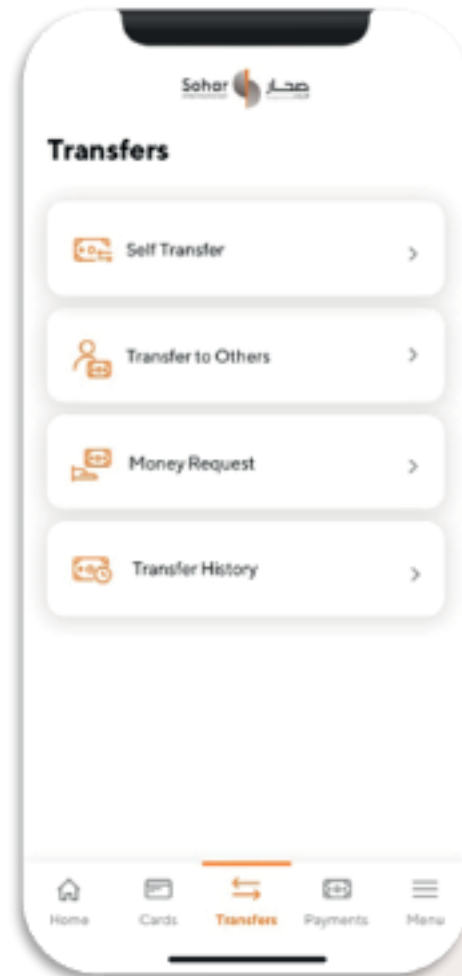 Sohar صحار
Transfers
Self Transfer
Transfer to Others
Money Request
Transfer History
Home Cards Transfers Payments Menu